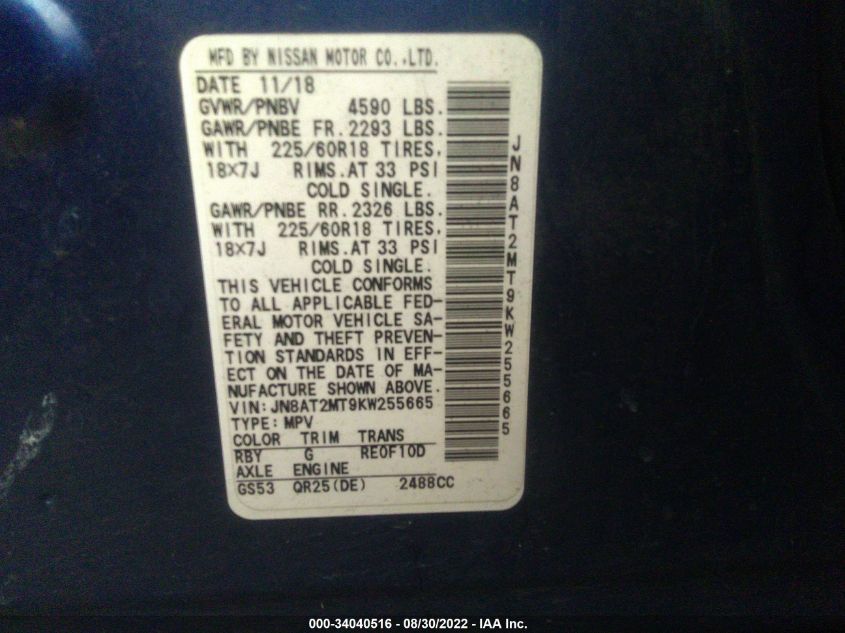 MFD BY NISSAN MOTOR CO.,LTD.
DATE 11/18
GVWR/PNBV 4590 LBS.
GAWR/PNBE FR. 2293 LBS.
WITH 225/60R18 TIRES.
18X7J RIMS. AT 33 PSI
COLD SINGLE.
GAWR/PNBE RR. 2326 LBS.
WITH 225/60R18 TIRES.
18X7J RIMS. AT 33 PSI
COLD SINGLE.
THIS VEHICLE CONFORMS
TO ALL APPLICABLE FED-
ERAL MOTOR VEHICLE SA-
FETY AND THEFT PREVEN-
TION STANDARDS IN EFF-
ECT ON THE DATE OF MA-
NUFACTURE SHOWN ABOVE.
VIN:JN8AT2MT9KW255665
TYPE:MPV
COLOR TRIM TRANS
RBY G RE0F10D
AXLE ENGINE
GS53 QR25(DE) 2488CC
JN8AT2MT9KW255665
000-34040516 - 08/30/2022 - IAA Inc.